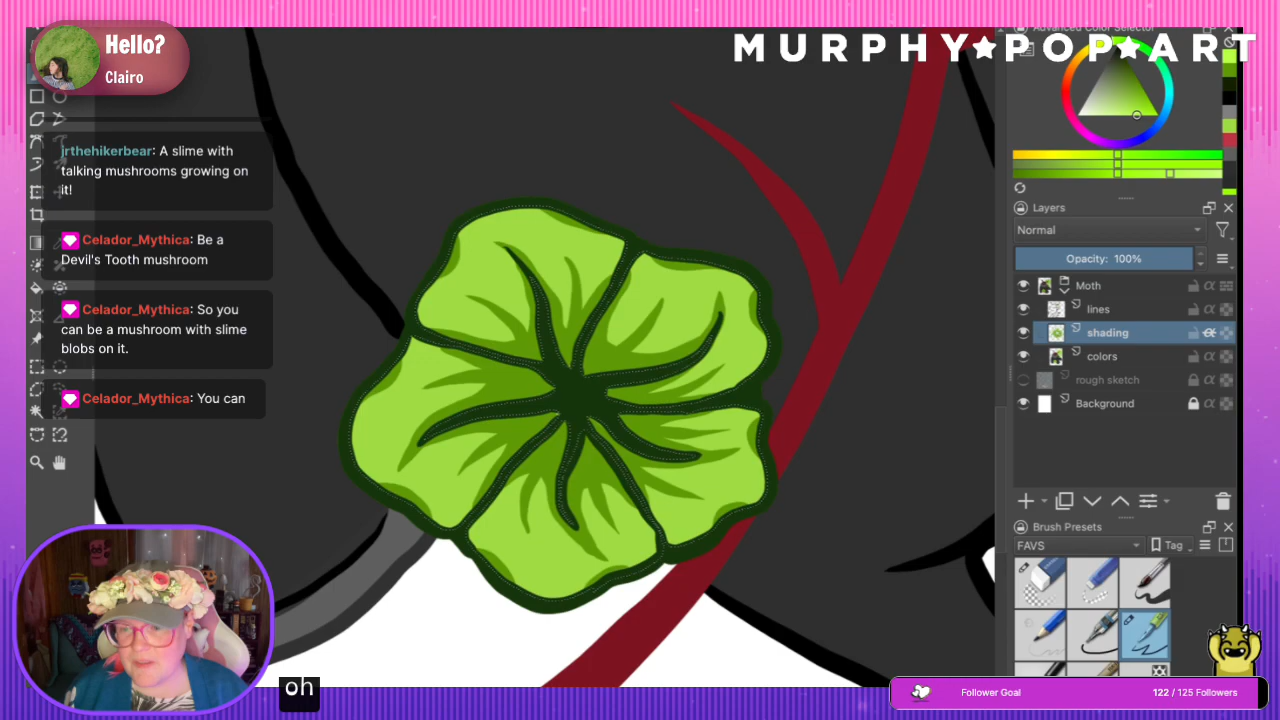 Hello?
Clairo
MURPHY★POP★ART
Advanced Color Selector
jrthehikerbear: A slime with
talking mushrooms growing on
it!
Celador_Mythica: Be a
Devil's Tooth mushroom
Celador_Mythica: So you
can be a mushroom with slime
blobs on it.
Celador_Mythica: You can
Layers
Normal
Opacity: 100%
Moth
lines
shading
colors
rough sketch
Background
Brush Presets
FAVS
Tag
oh
Follower Goal
122 / 125 Followers